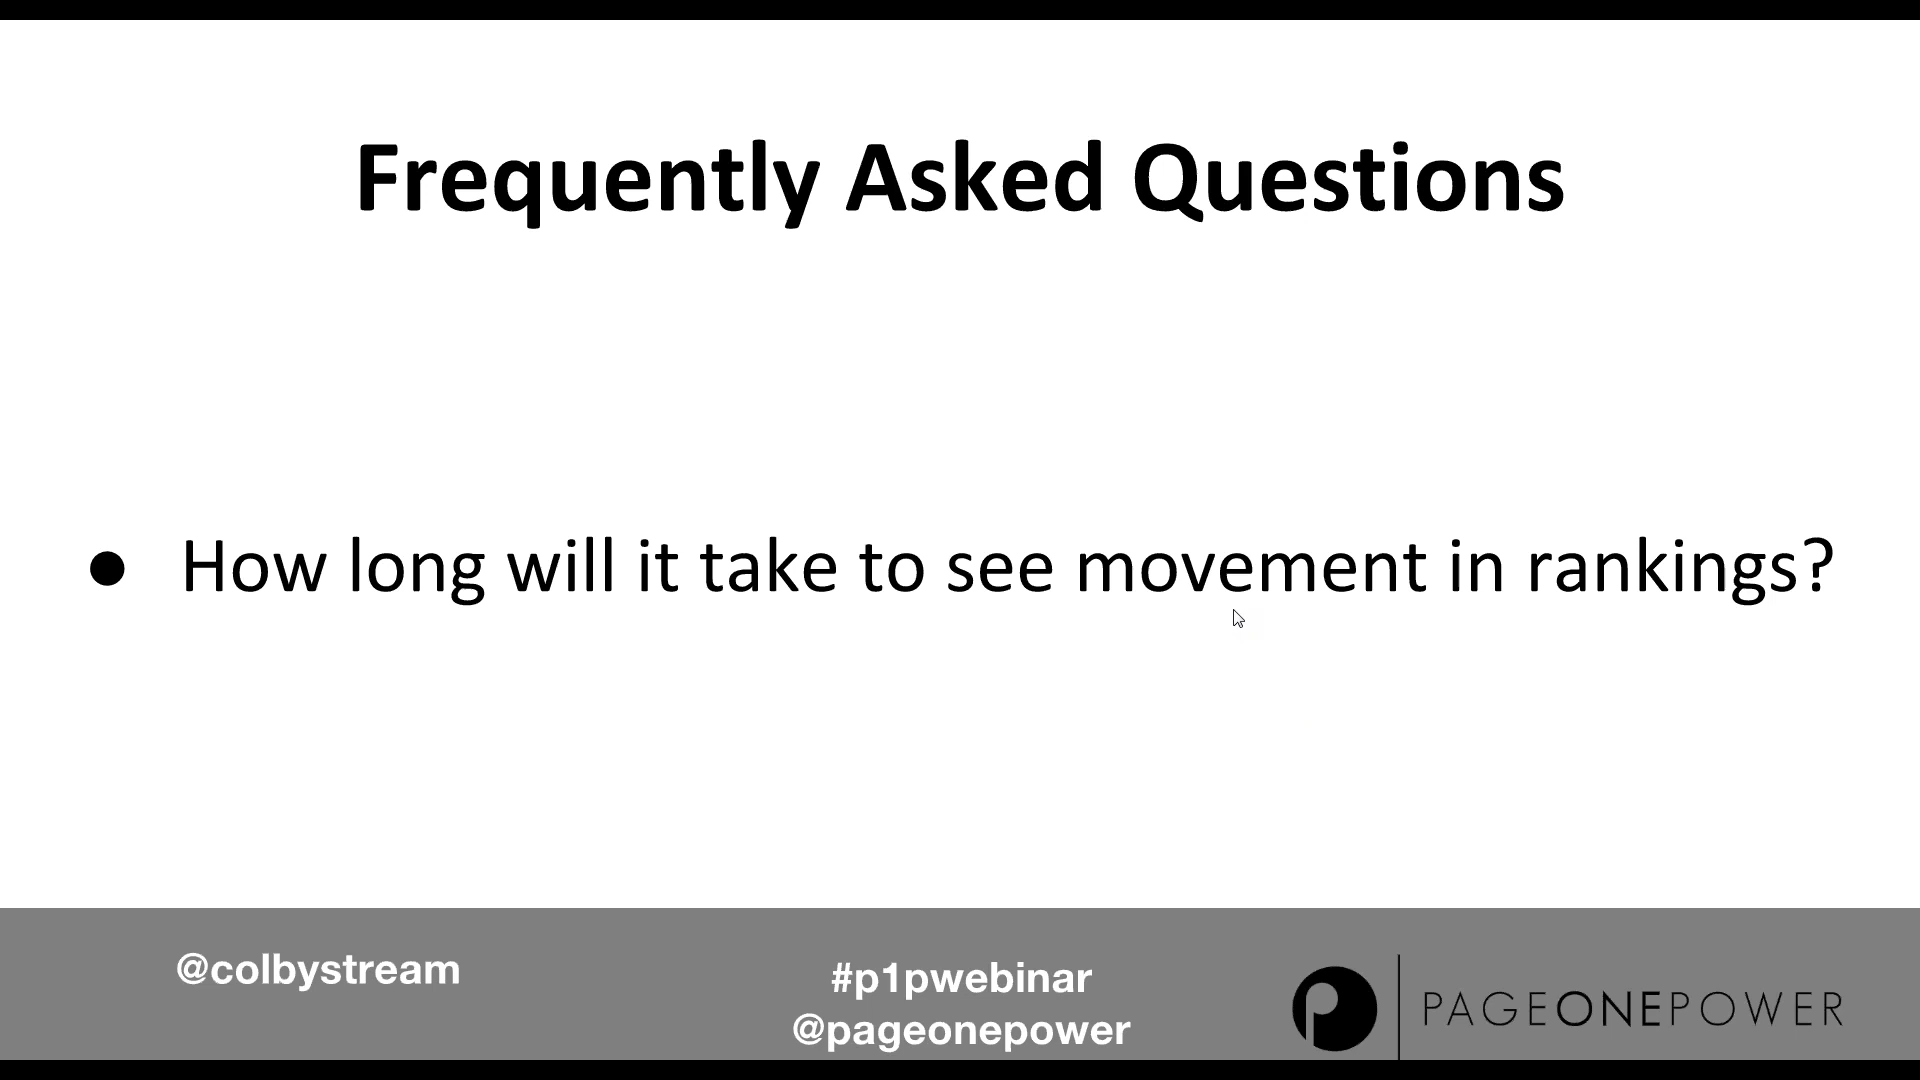 Frequently Asked Questions
● How long will it take to see movement in rankings?
@colbystream
#p1pwebinar
@pageonepower
PAGEONEPOWER